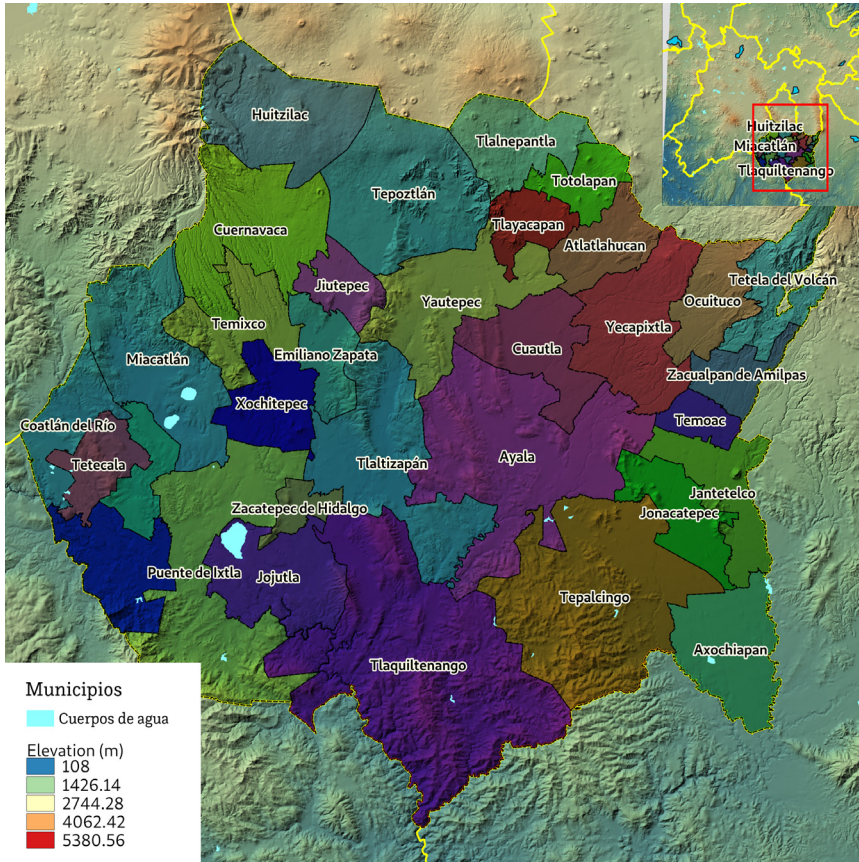 Huitzilac
Miacatlán
Tlaquiltenango
Huitzilac
Tlalnepantla
Tepoztlán
Totolapan
Tlayacapan
Cuernavaca
Atlatlahucan
Jiutepec
Tetela del Volcán
Yautepec
Ocuituco
Temixco
Yecapixtla
Cuautla
Emiliano Zapata
Miacatlán
Zacualpan de Amilpas
Xochitepec
Temoac
Coatlán del Río
Ayala
Tetecala
Tlaltizapán
Jantetelco
Zacatepec de Hidalgo
Jonacatepec
Puente de Ixtla
Jojutla
Tepalcingo
Axochiapan
Tlaquiltenango
Municipios
Cuerpos de agua
Elevation (m)
108
1426.14
2744.28
4062.42
5380.56